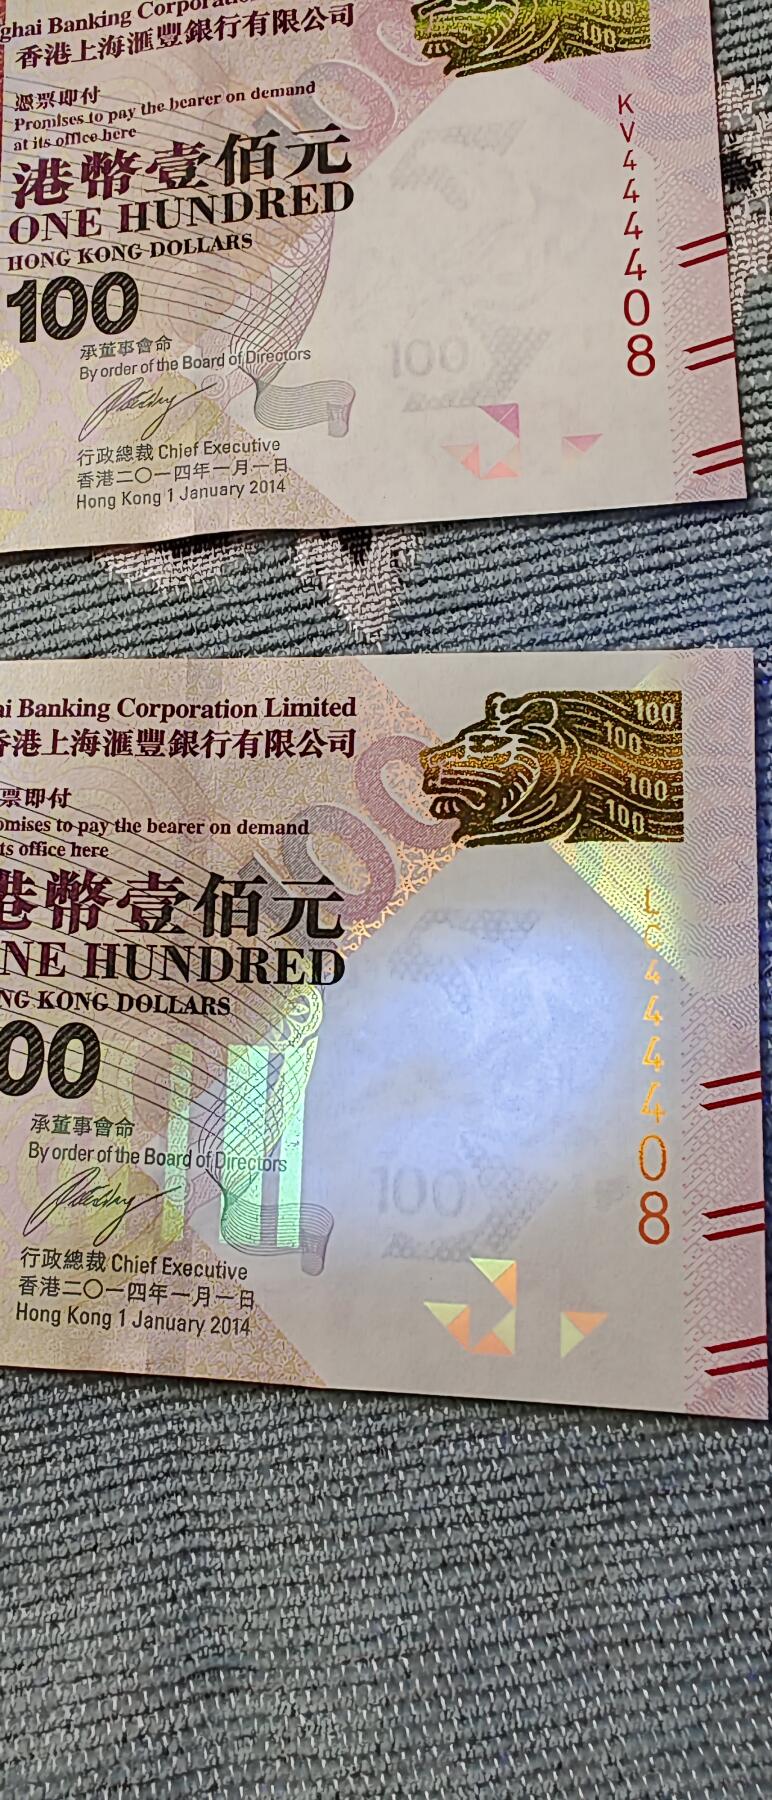 ghai Banking
香港上海滙豐銀行有限公司
憑票即付
Promises to pay the bearer on demand
at its office here
港幣壹佰元
ONE HUNDRED
HONG KONG DOLLARS
100
承董事會命
By order of the Board of Directors
行政總裁 Chief Executive
香港二〇一四年一月一日
Hong Kong 1 January 2014
100
100
100
100
KV444408
ai Banking Corporation Limited
香港上海滙豐銀行有限公司
票即付
omises to pay the bearer on demand
ts office here
港幣壹佰元
NE HUNDRED
NG KONG DOLLARS
00
承董事會命
By order of the Board of Directors
行政總裁 Chief Executive
香港二〇一四年一月一日
Hong Kong 1 January 2014
100
100
100
100
100
100
LC444408